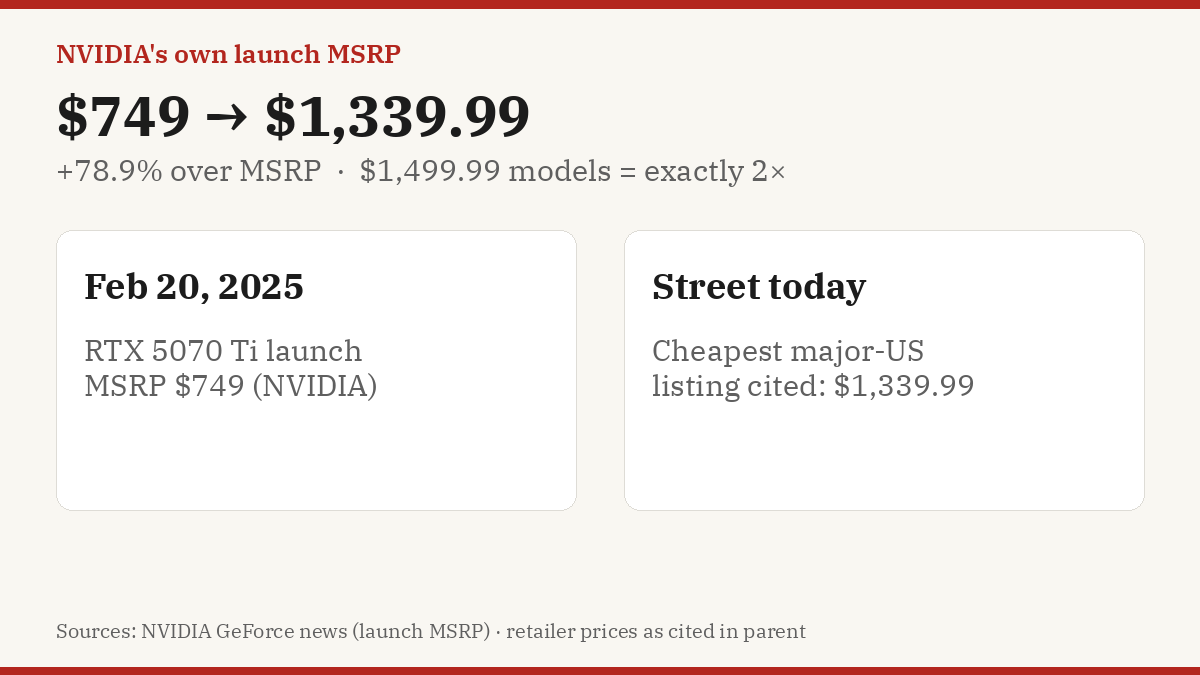 NVIDIA's own launch MSRP
$749 → $1,339.99
+78.9% over MSRP · $1,499.99 models = exactly 2×
Feb 20, 2025
RTX 5070 Ti launch
MSRP $749 (NVIDIA)
Street today
Cheapest major-US
listing cited: $1,339.99
Sources: NVIDIA GeForce news (launch MSRP) · retailer prices as cited in parent